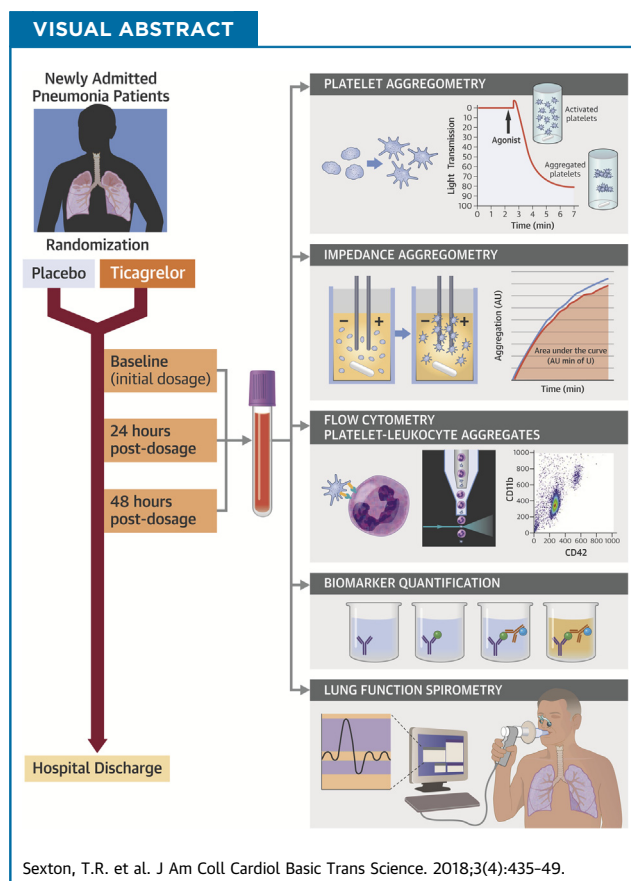 VISUAL ABSTRACT
Newly Admitted
Pneumonia Patients
Randomization
Placebo
Ticagrelor
Baseline
(initial dosage)
24 hours
post-dosage
48 hours
post-dosage
Hospital Discharge
PLATELET AGGREGOMETRY
Light Transmission
0
10
20
30
40
50
60
70
80
90
100
Agonist
Activated
platelets
Aggregated
platelets
0 1 2 3 4 5 6 7
Time (min)
IMPEDANCE AGGREGOMETRY
– +
– +
Aggregation (AU)
Area under the curve
(AU min of U)
Time (min)
FLOW CYTOMETRY
PLATELET-LEUKOCYTE AGGREGATES
CD11b
1000
800
600
400
200
0
0 200 400 600 800 1000
CD42
BIOMARKER QUANTIFICATION
LUNG FUNCTION SPIROMETRY
Sexton, T.R. et al. J Am Coll Cardiol Basic Trans Science. 2018;3(4):435–49.